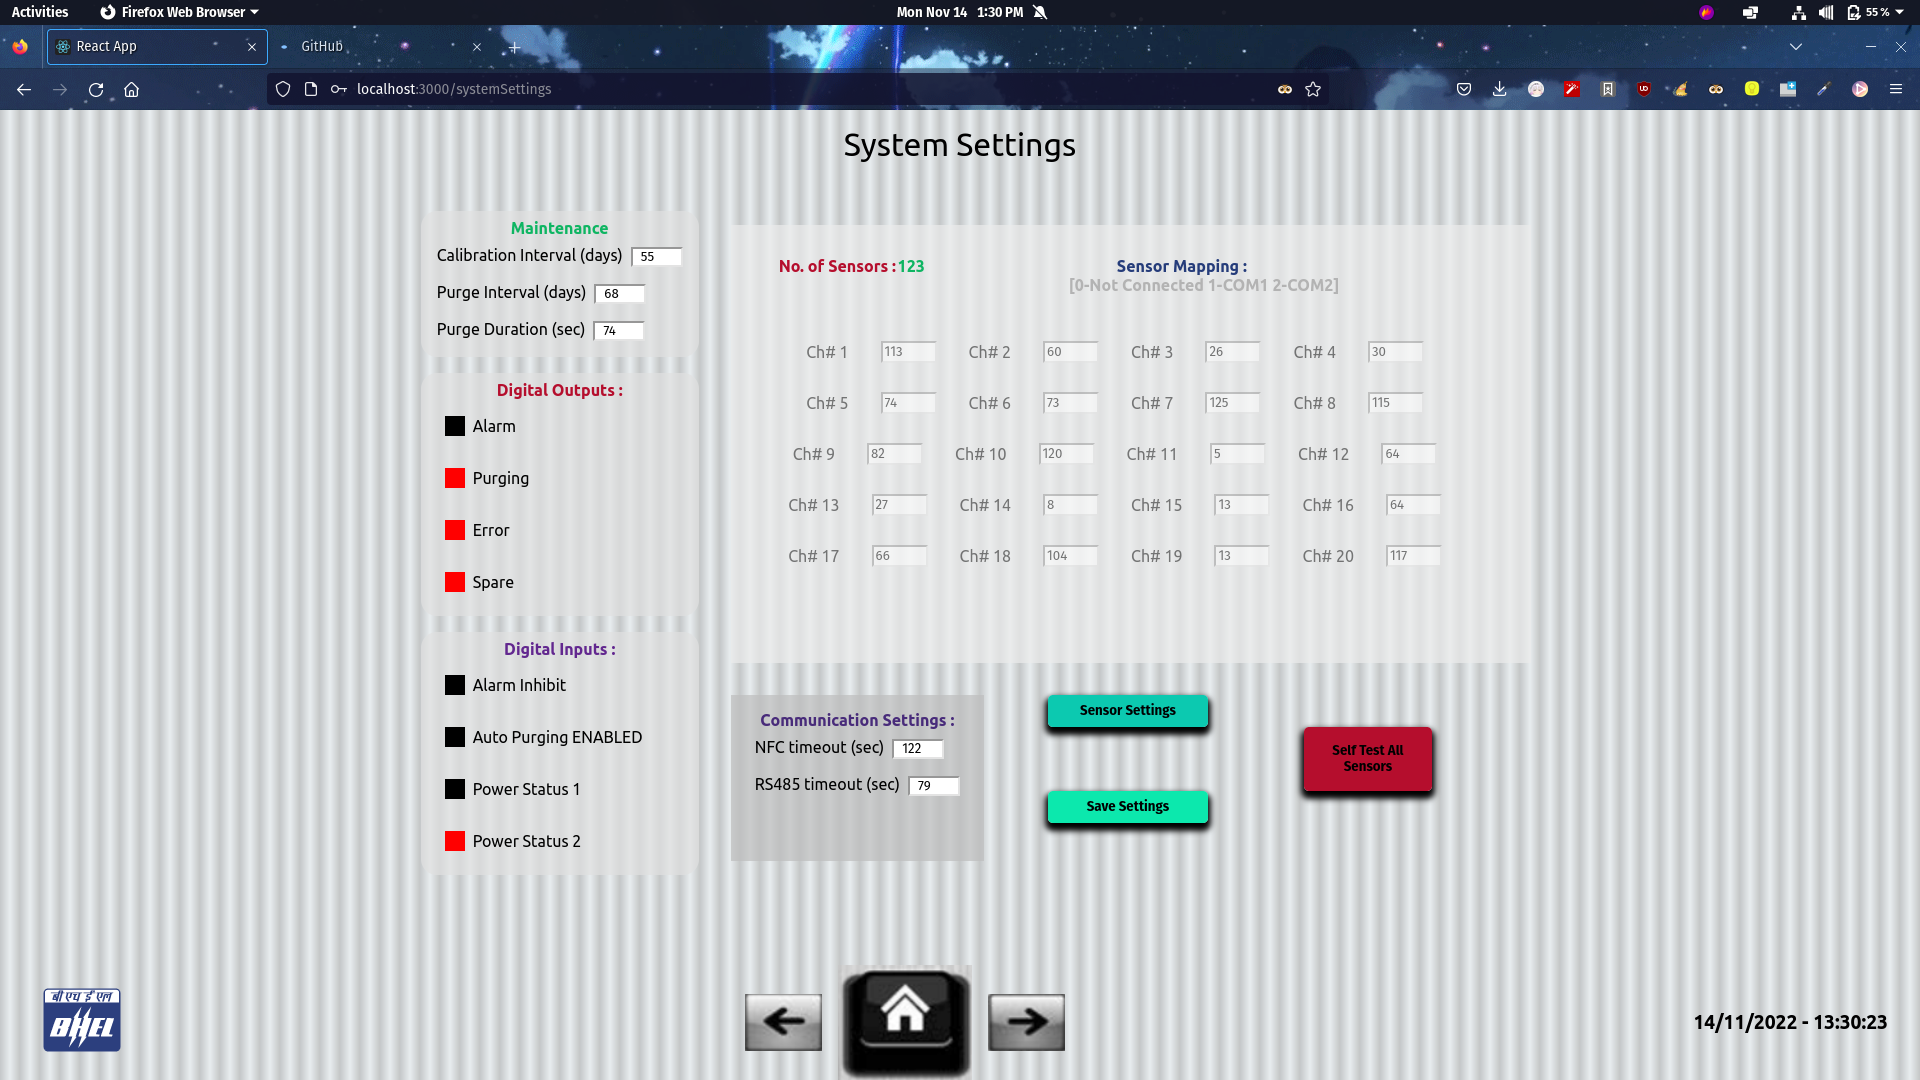 Activities
Firefox Web Browser
Mon Nov 14 1:30 PM
55 %
React App
GitHub
localhost:3000/systemSettings
System Settings
Maintenance
Calibration Interval (days) 55
Purge Interval (days) 68
Purge Duration (sec) 74
Digital Outputs :
Alarm
Purging
Error
Spare
Digital Inputs :
Alarm Inhibit
Auto Purging ENABLED
Power Status 1
Power Status 2
No. of Sensors :123
Sensor Mapping :
[0-Not Connected 1-COM1 2-COM2]
Ch# 1 113 Ch# 2 60 Ch# 3 26 Ch# 4 30
Ch# 5 74 Ch# 6 73 Ch# 7 125 Ch# 8 115
Ch# 9 82 Ch# 10 120 Ch# 11 5 Ch# 12 64
Ch# 13 27 Ch# 14 8 Ch# 15 13 Ch# 16 64
Ch# 17 66 Ch# 18 104 Ch# 19 13 Ch# 20 117
Communication Settings :
NFC timeout (sec) 122
RS485 timeout (sec) 79
Sensor Settings
Save Settings
Self Test All
Sensors
बी एच ई एल
BHEL
14/11/2022 - 13:30:23